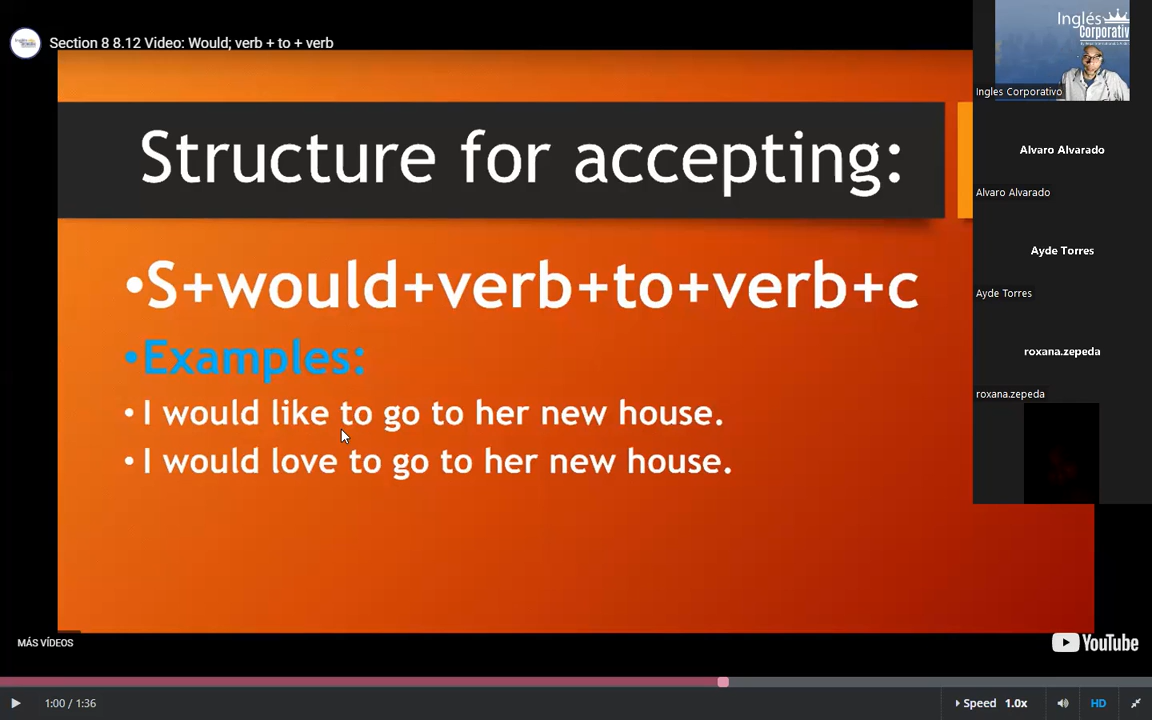 Section 8 8.12 Video: Would; verb + to + verb
Structure for accepting:
•S+would+verb+to+verb+c
•Examples:
• I would like to go to her new house.
• I would love to go to her new house.
MÁS VÍDEOS
YouTube
1:00 / 1:36
Speed 1.0x
HD
Inglés
Corporativ
Ingles Corporativo
Alvaro Alvarado
Alvaro Alvarado
Ayde Torres
Ayde Torres
roxana.zepeda
roxana.zepeda